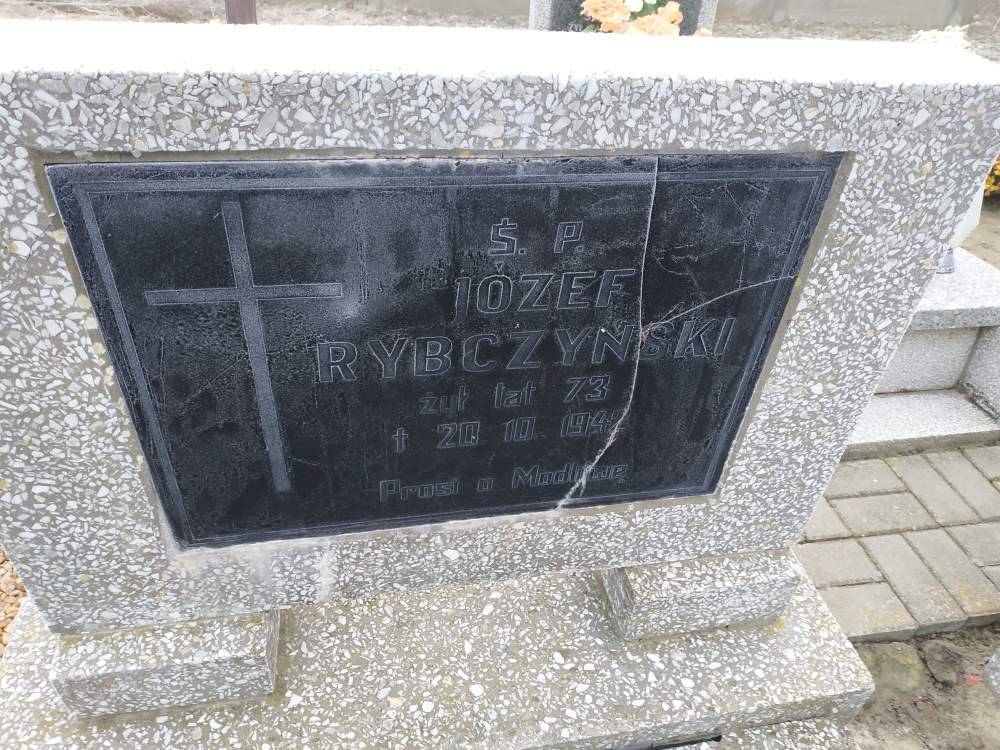 Ś. P.
JÓZEF
RYBCZYŃSKI
żył lat 73
† 20. 10.
Prosi o Modlitwę